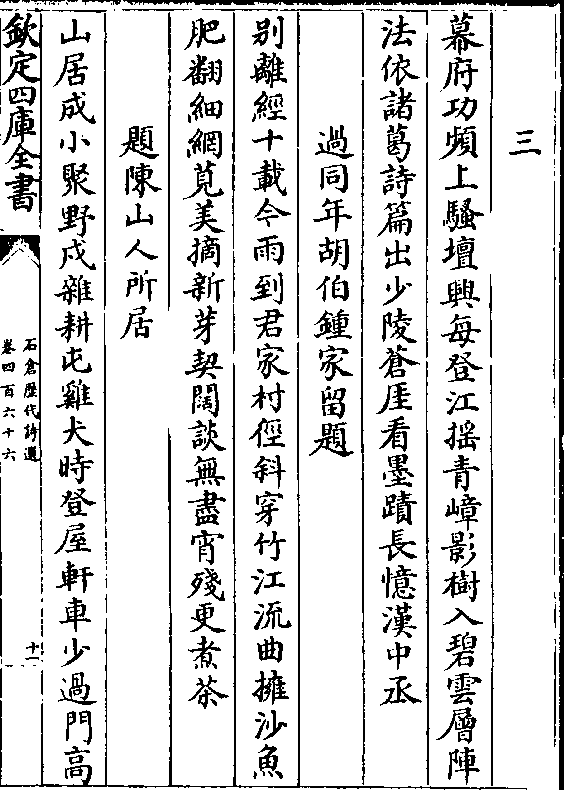 三
幕府功頻上騷壇興每登江摇青嶂影樹入碧雲層陣
法依諸葛詩篇出少陵蒼厓看墨蹟長憶漢中丞
過同年胡伯鍾家留題
别離經十載今雨到君家村徑斜穿竹江流曲擁沙魚
肥翻細網莧美摘新芽契闊談無盡宵殘更煮茶
題陳山人所居
山居成小聚野戍雜耕屯雞犬時登屋軒車少過門高
欽定四庫全書
石倉歷代詩選
卷四百六十六
十一